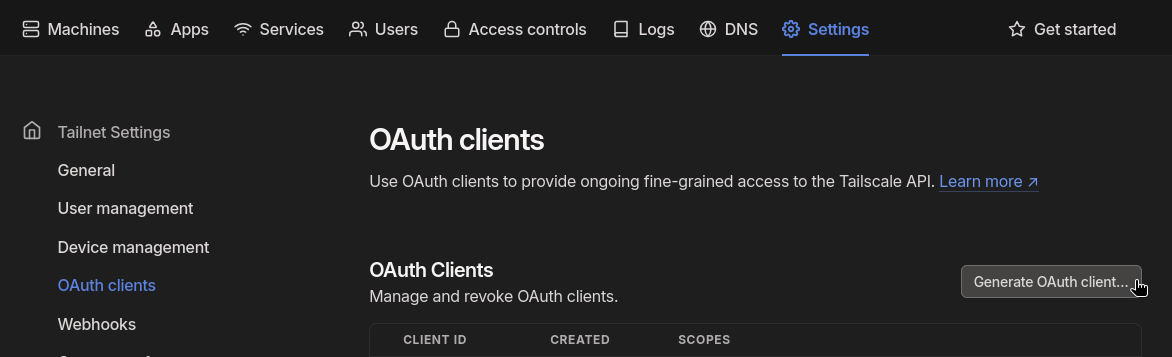 Machines Apps Services Users Access controls Logs DNS Settings Get started
Tailnet Settings
General
User management
Device management
OAuth clients
Webhooks
OAuth clients
Use OAuth clients to provide ongoing fine-grained access to the Tailscale API. Learn more ↗
OAuth Clients
Manage and revoke OAuth clients.
Generate OAuth client...
CLIENT ID CREATED SCOPES